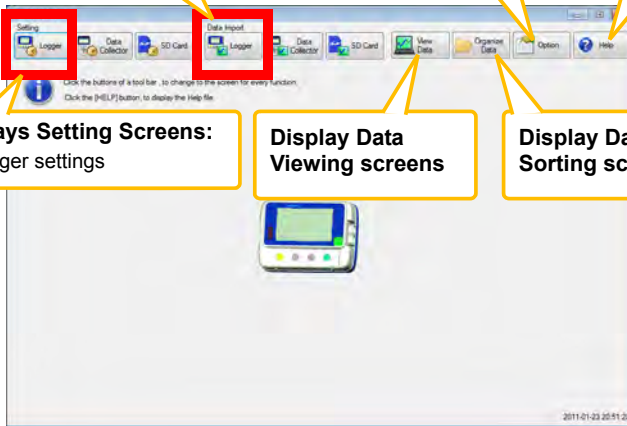 Setting
Data Import
Logger
Data
Collector
SD Card
Logger
Data
Collector
SD Card
View
Data
Organize
Data
Option
Help
Click the buttons of a tool bar , to change to the screen for every function.
Click the [HELP] button, to display the Help file.
ays Setting Screens:
ger settings
Display Data
Viewing screens
Display Da
Sorting sc
2011-01-23 20:51:2